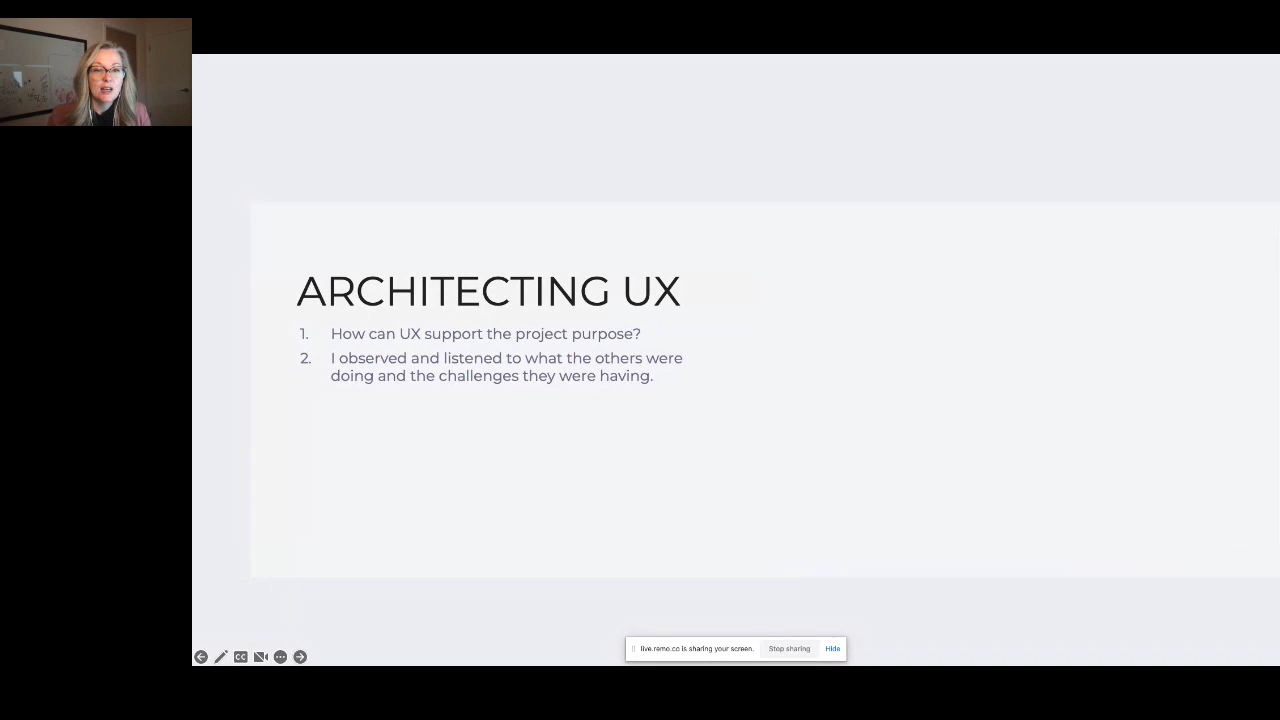 ARCHITECTING UX
1. How can UX support the project purpose?
2. I observed and listened to what the others were
doing and the challenges they were having.
CC
live.remo.co is sharing your screen. Stop sharing Hide